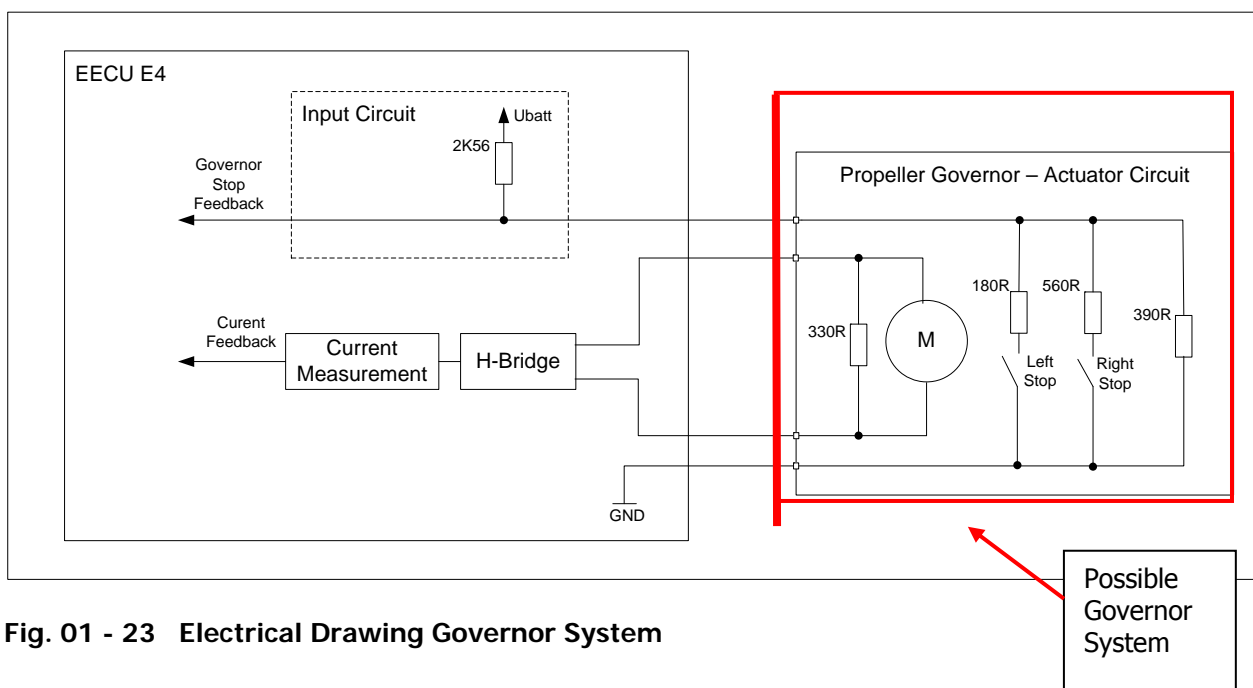 EECU E4
Input Circuit
Ubatt
2K56
Governor
Stop
Feedback
Propeller Governor – Actuator Circuit
180R
560R
390R
330R
M
Left
Stop
Right
Stop
Curent
Feedback
Current
Measurement
H-Bridge
GND
Possible
Governor
System
Fig. 01 - 23 Electrical Drawing Governor System